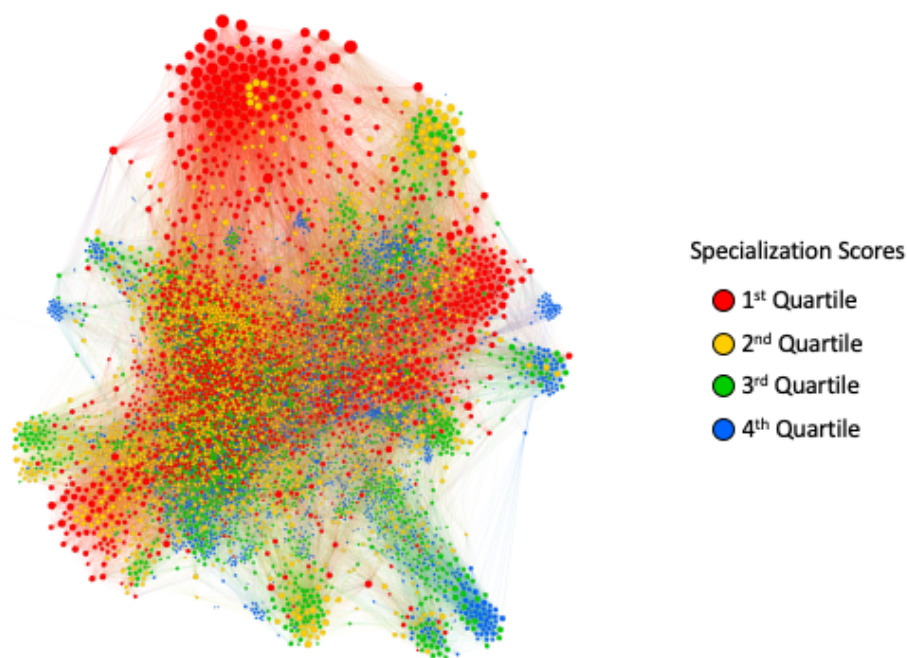 Specialization Scores
1st Quartile
2nd Quartile
3rd Quartile
4th Quartile